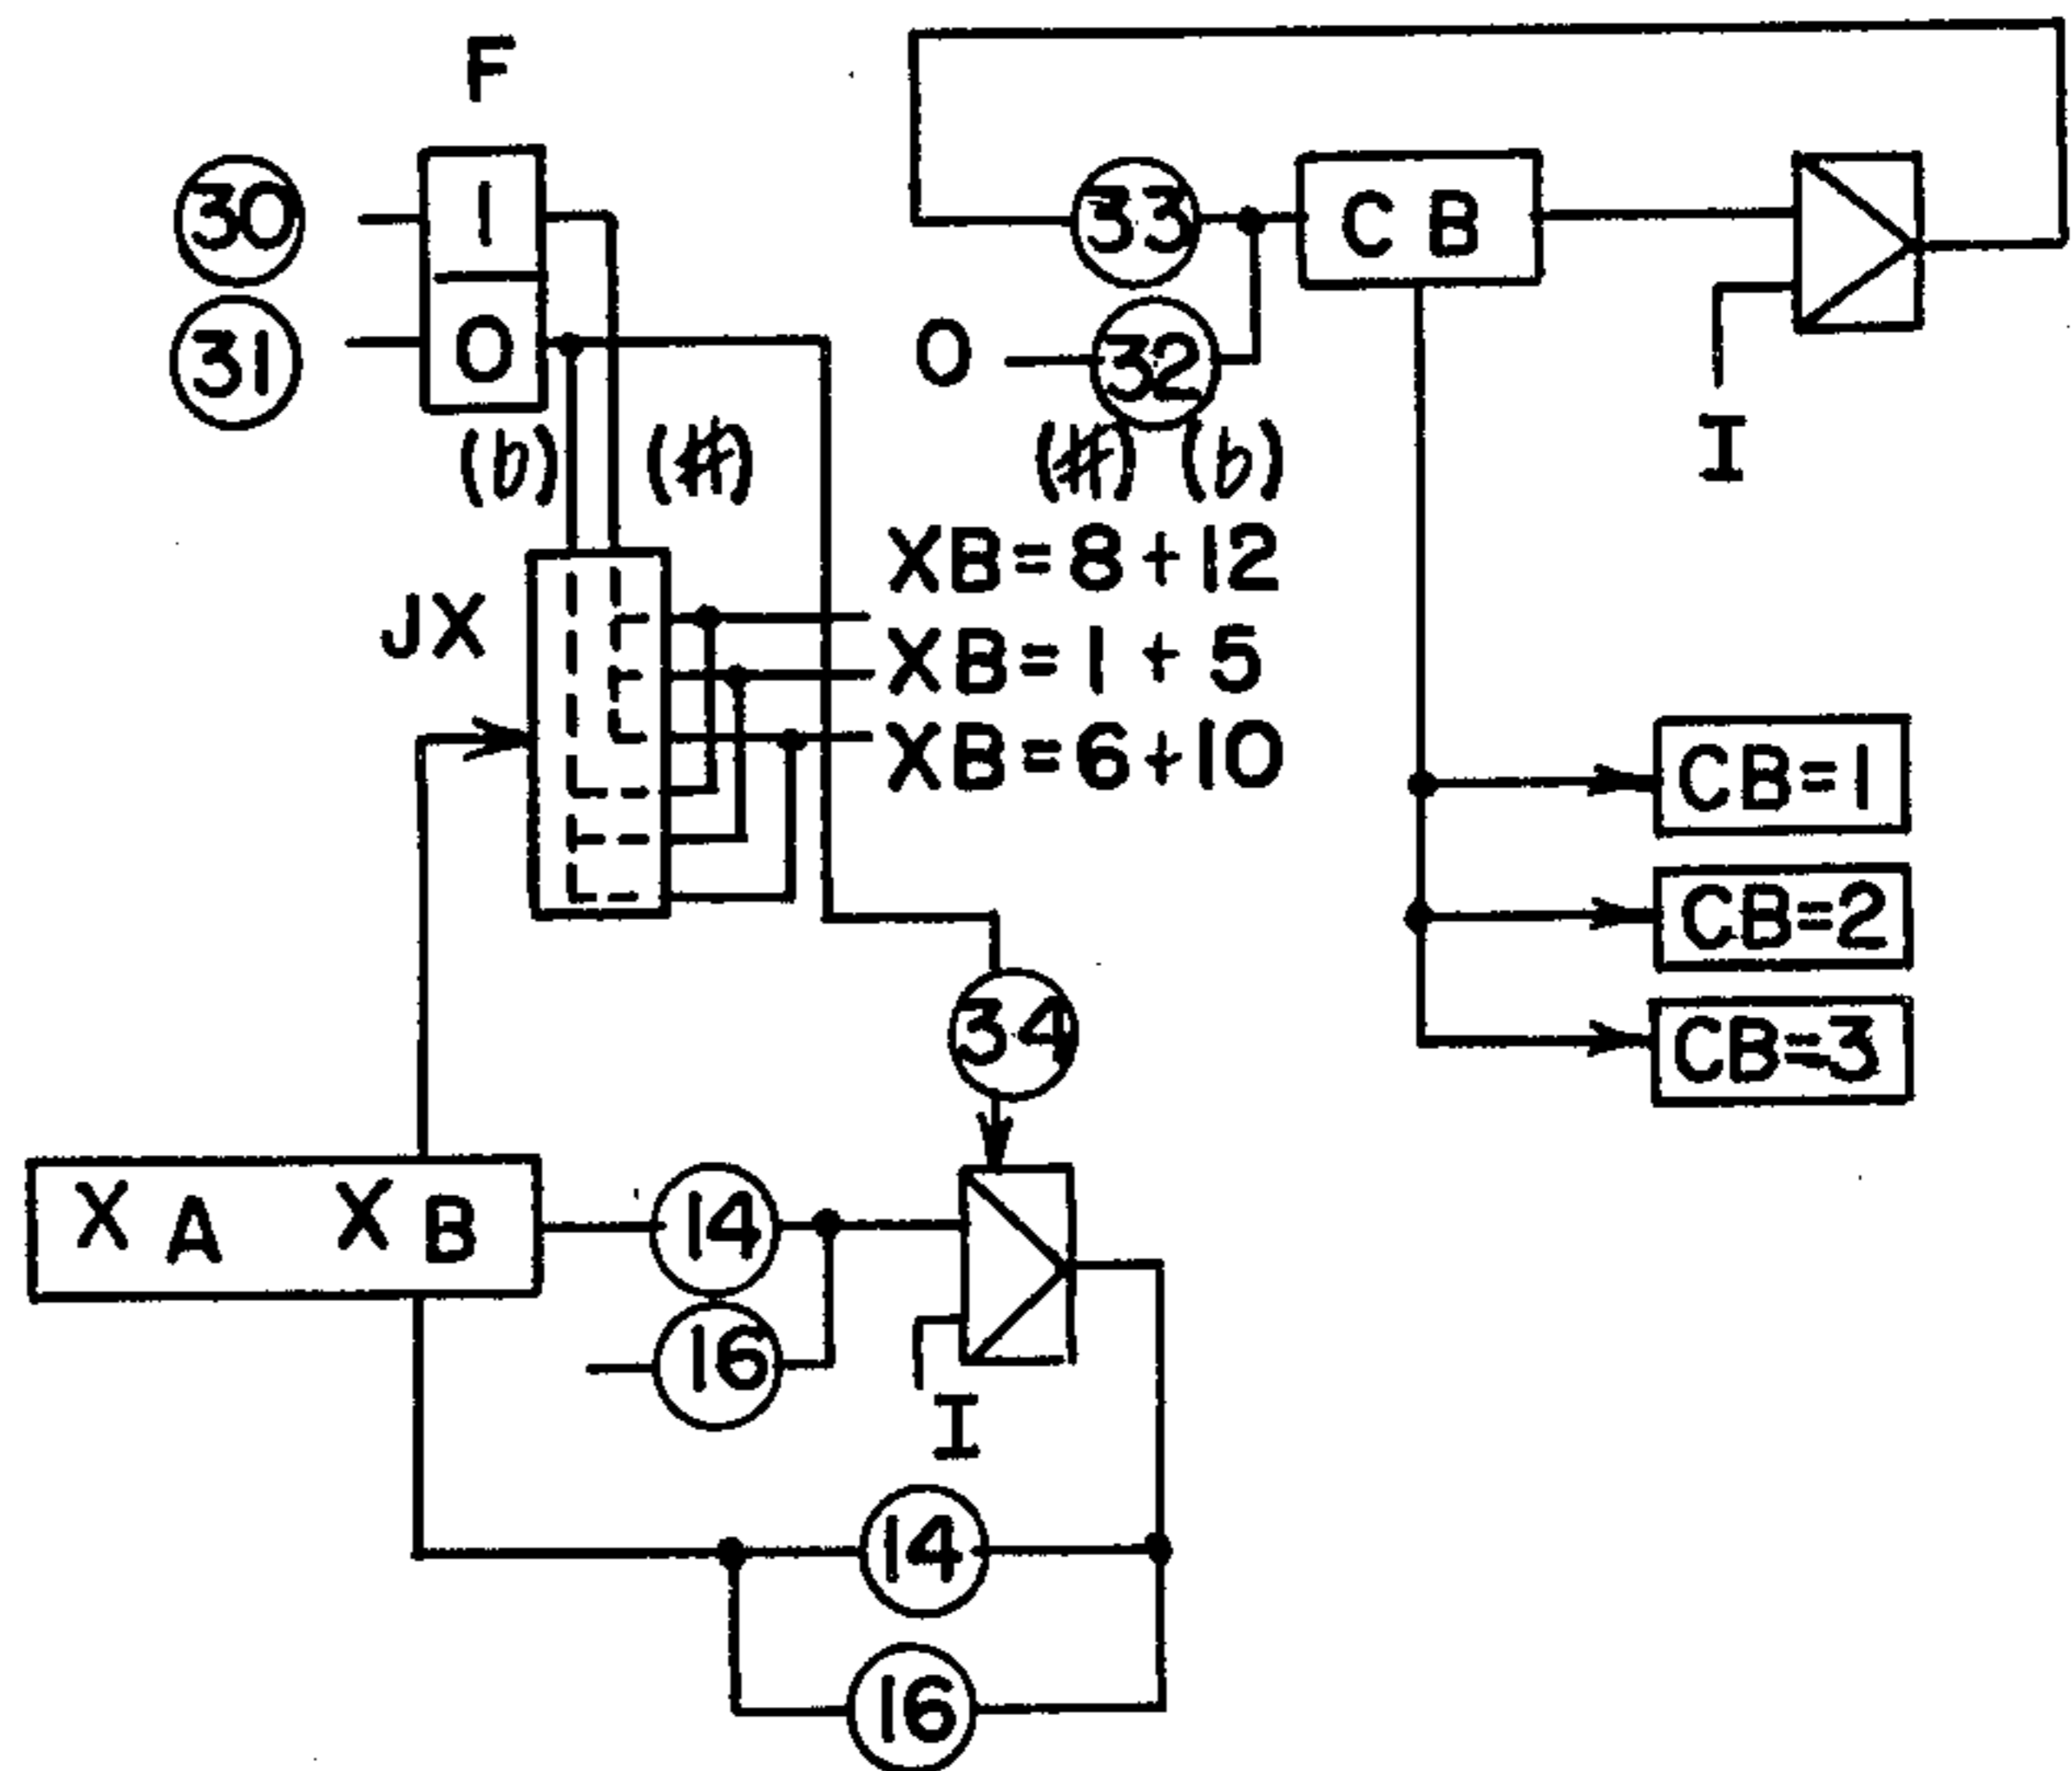 F
30
1
33
CB
31
0
0
32
I
(b) (#)
(#) (b)
XB=8+12
JX
XB=1+5
XB=6+10
CB=1
CB=2
CB=3
34
XA XB
14
16
I
14
16